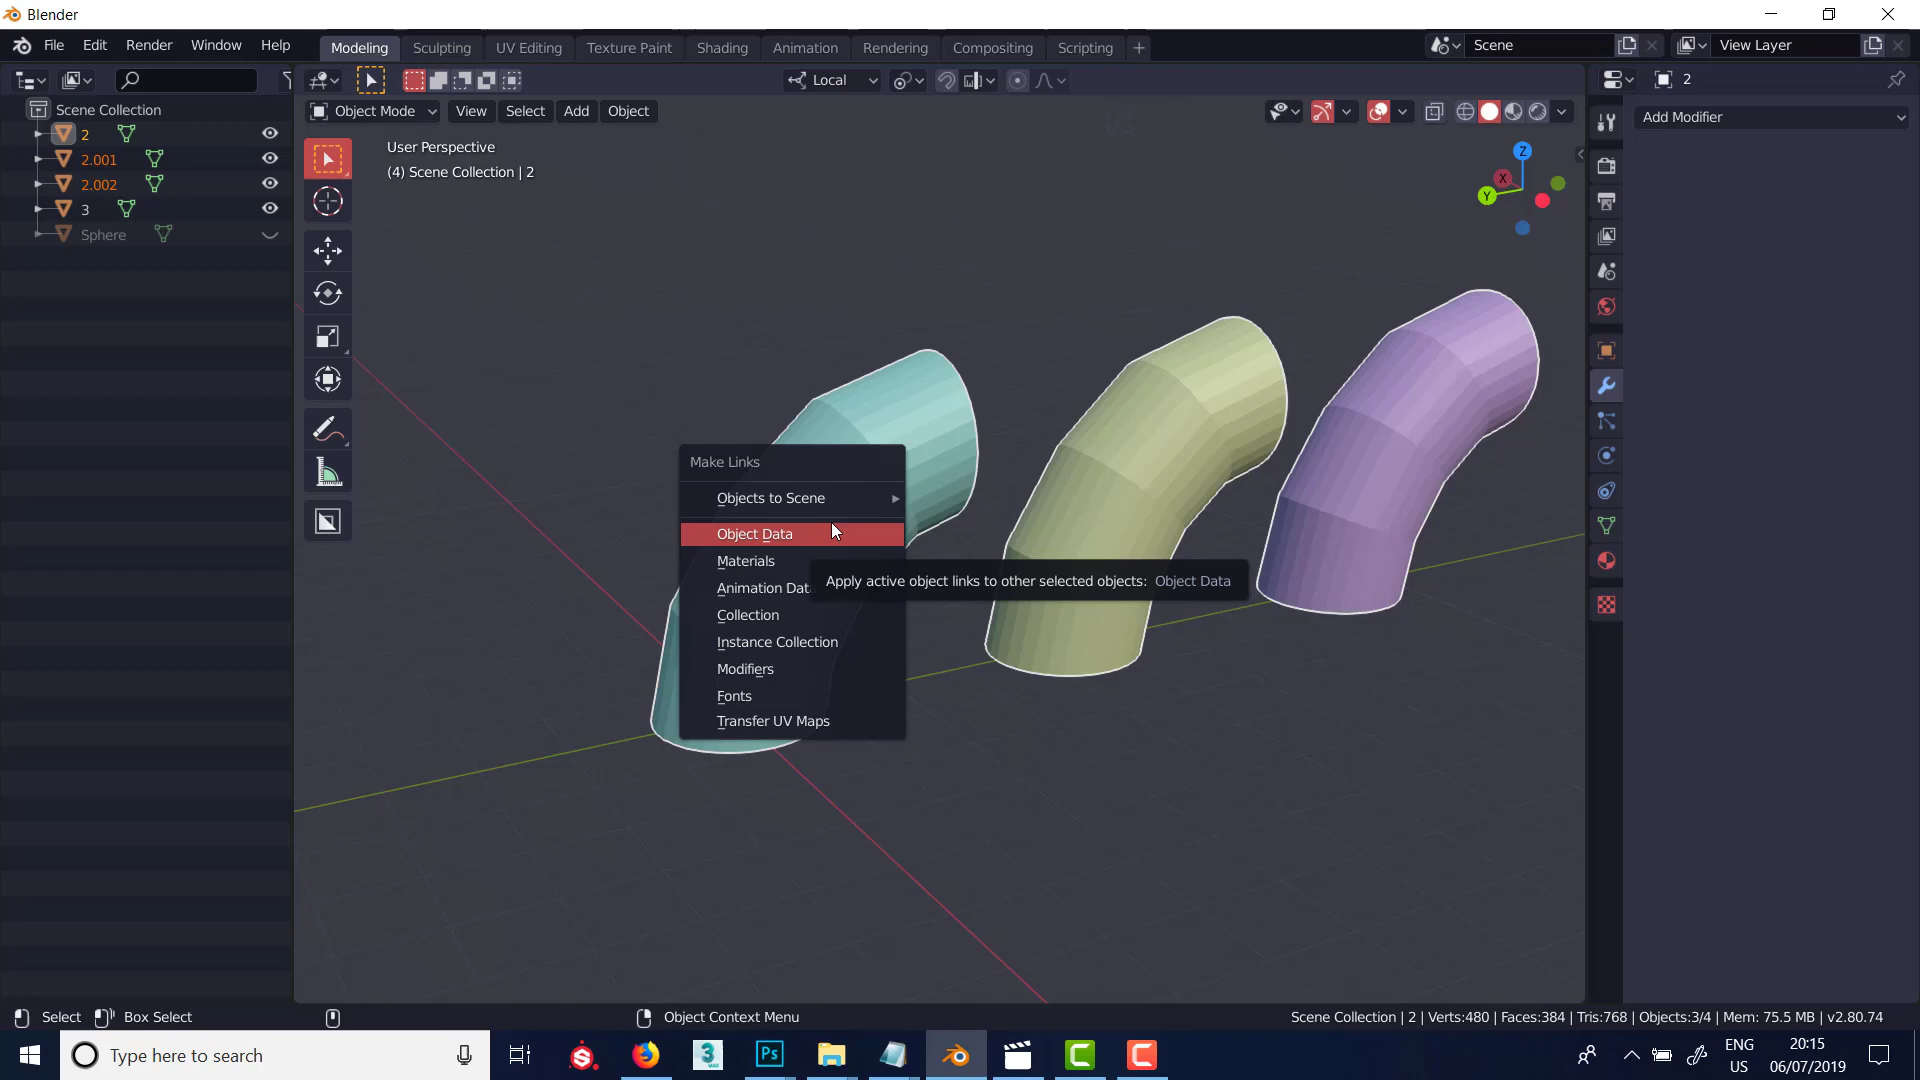 Blender
File Edit Render Window Help
Modeling Sculpting UV Editing Texture Paint Shading Animation Rendering Compositing Scripting +
Scene
View Layer
Local
2
Scene Collection
2
2.001
2.002
3
Sphere
Object Mode View Select Add Object
User Perspective
(4) Scene Collection | 2
Z
X
Y
Add Modifier
Make Links
Objects to Scene
Object Data
Materials
Animation Dat
Collection
Instance Collection
Modifiers
Fonts
Transfer UV Maps
Apply active object links to other selected objects: Object Data
Select Box Select Object Context Menu
Scene Collection | 2 | Verts:480 | Faces:384 | Tris:768 | Objects:3/4 | Mem: 75.5 MB | v2.80.74
Type here to search
3
Ps
C
C
ENG
US
20:15
06/07/2019